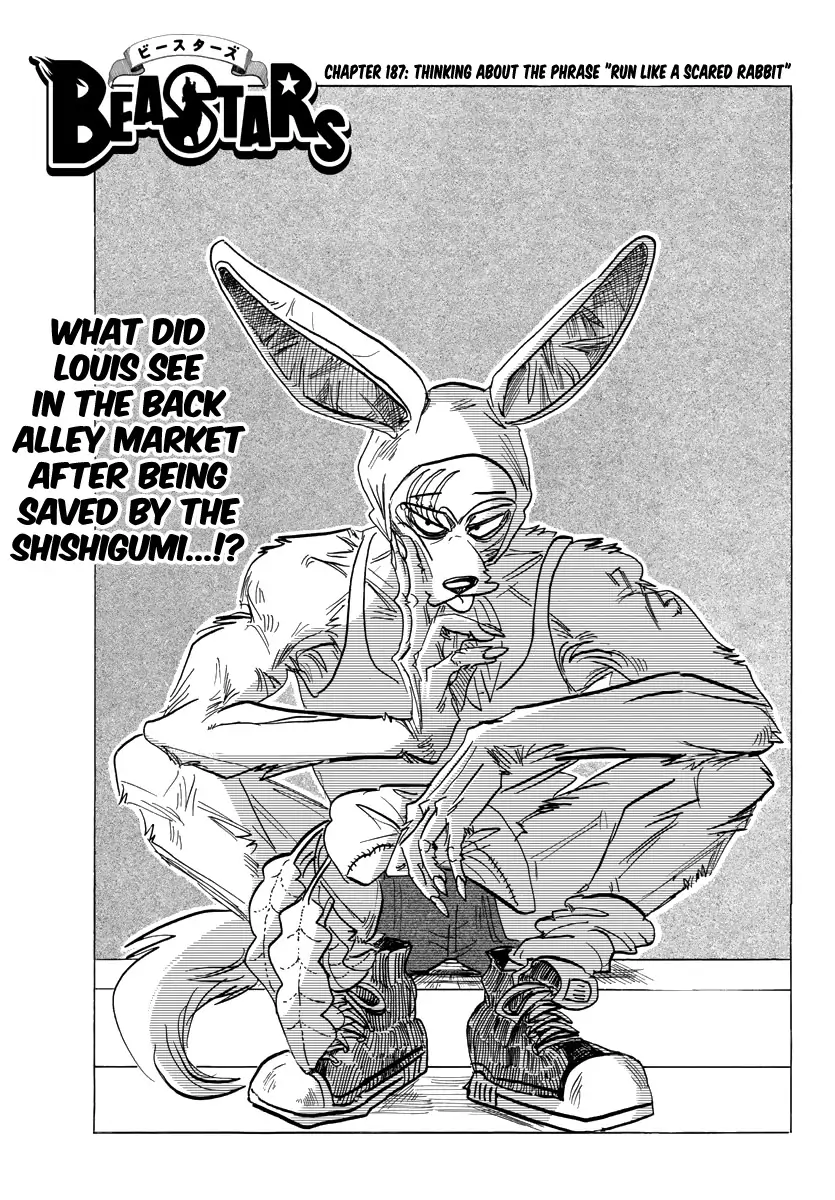 ビースターズ
BEASTARS
CHAPTER 187: THINKING ABOUT THE PHRASE "RUN LIKE A SCARED RABBIT"
WHAT DID
LOUIS SEE
IN THE BACK
ALLEY MARKET
AFTER BEING
SAVED BY THE
SHISHIGUMI...!?